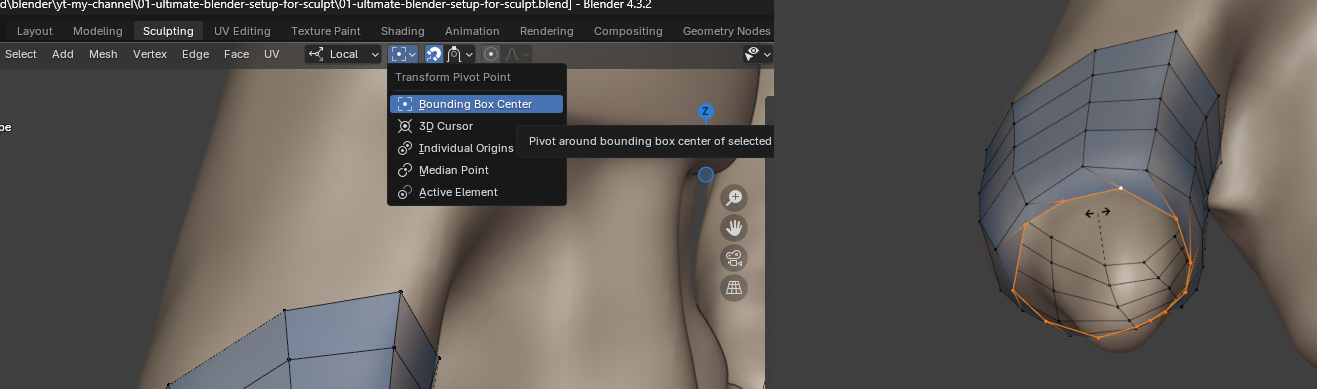 d\blender\yt-my-channel\01-ultimate-blender-setup-for-sculpt\01-ultimate-blender-setup-for-sculpt.blend] - Blender 4.3.2
Layout Modeling Sculpting UV Editing Texture Paint Shading Animation Rendering Compositing Geometry Nodes
Select Add Mesh Vertex Edge Face UV Local
Transform Pivot Point
Bounding Box Center
Z
3D Cursor
pe
Pivot around bounding box center of selected
Individual Origins
Median Point
Active Element